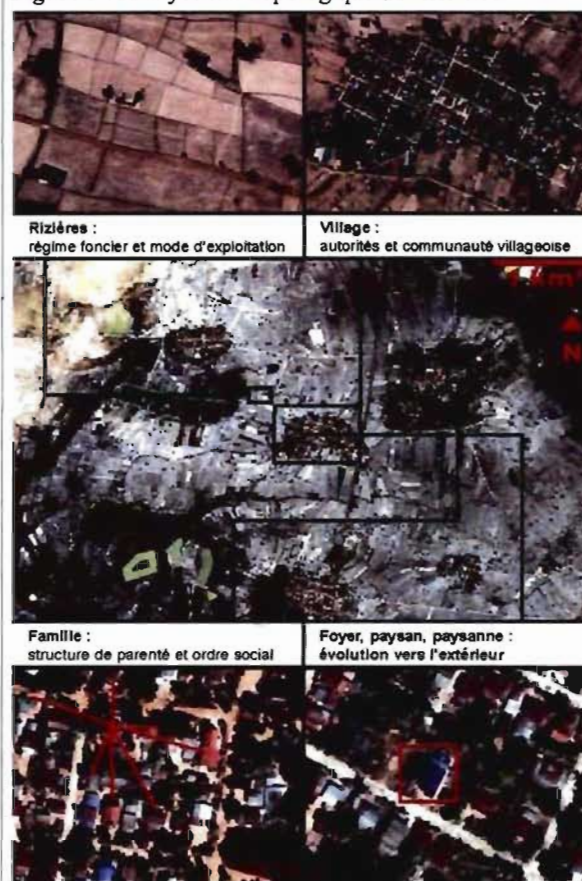 Rizières :
régime foncier et mode d'exploitation
Village :
autorités et communauté villageoise
N
Famille :
structure de parenté et ordre social
Foyer, paysan, paysanne :
évolution vers l'extérieur